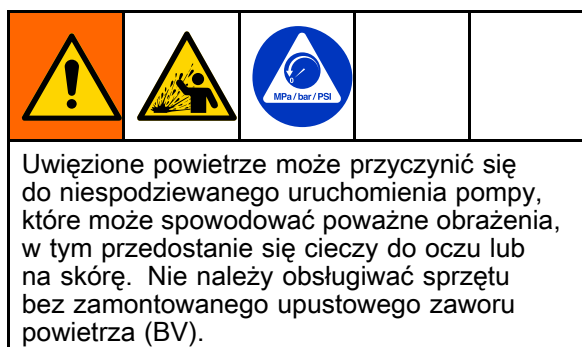 MPa / bar / PSI
Uwięzione powietrze może przyczynić się
do niespodziewanego uruchomienia pompy,
które może spowodować poważne obrażenia,
w tym przedostanie się cieczy do oczu lub
na skórę. Nie należy obsługiwać sprzętu
bez zamontowanego upustowego zaworu
powietrza (BV).